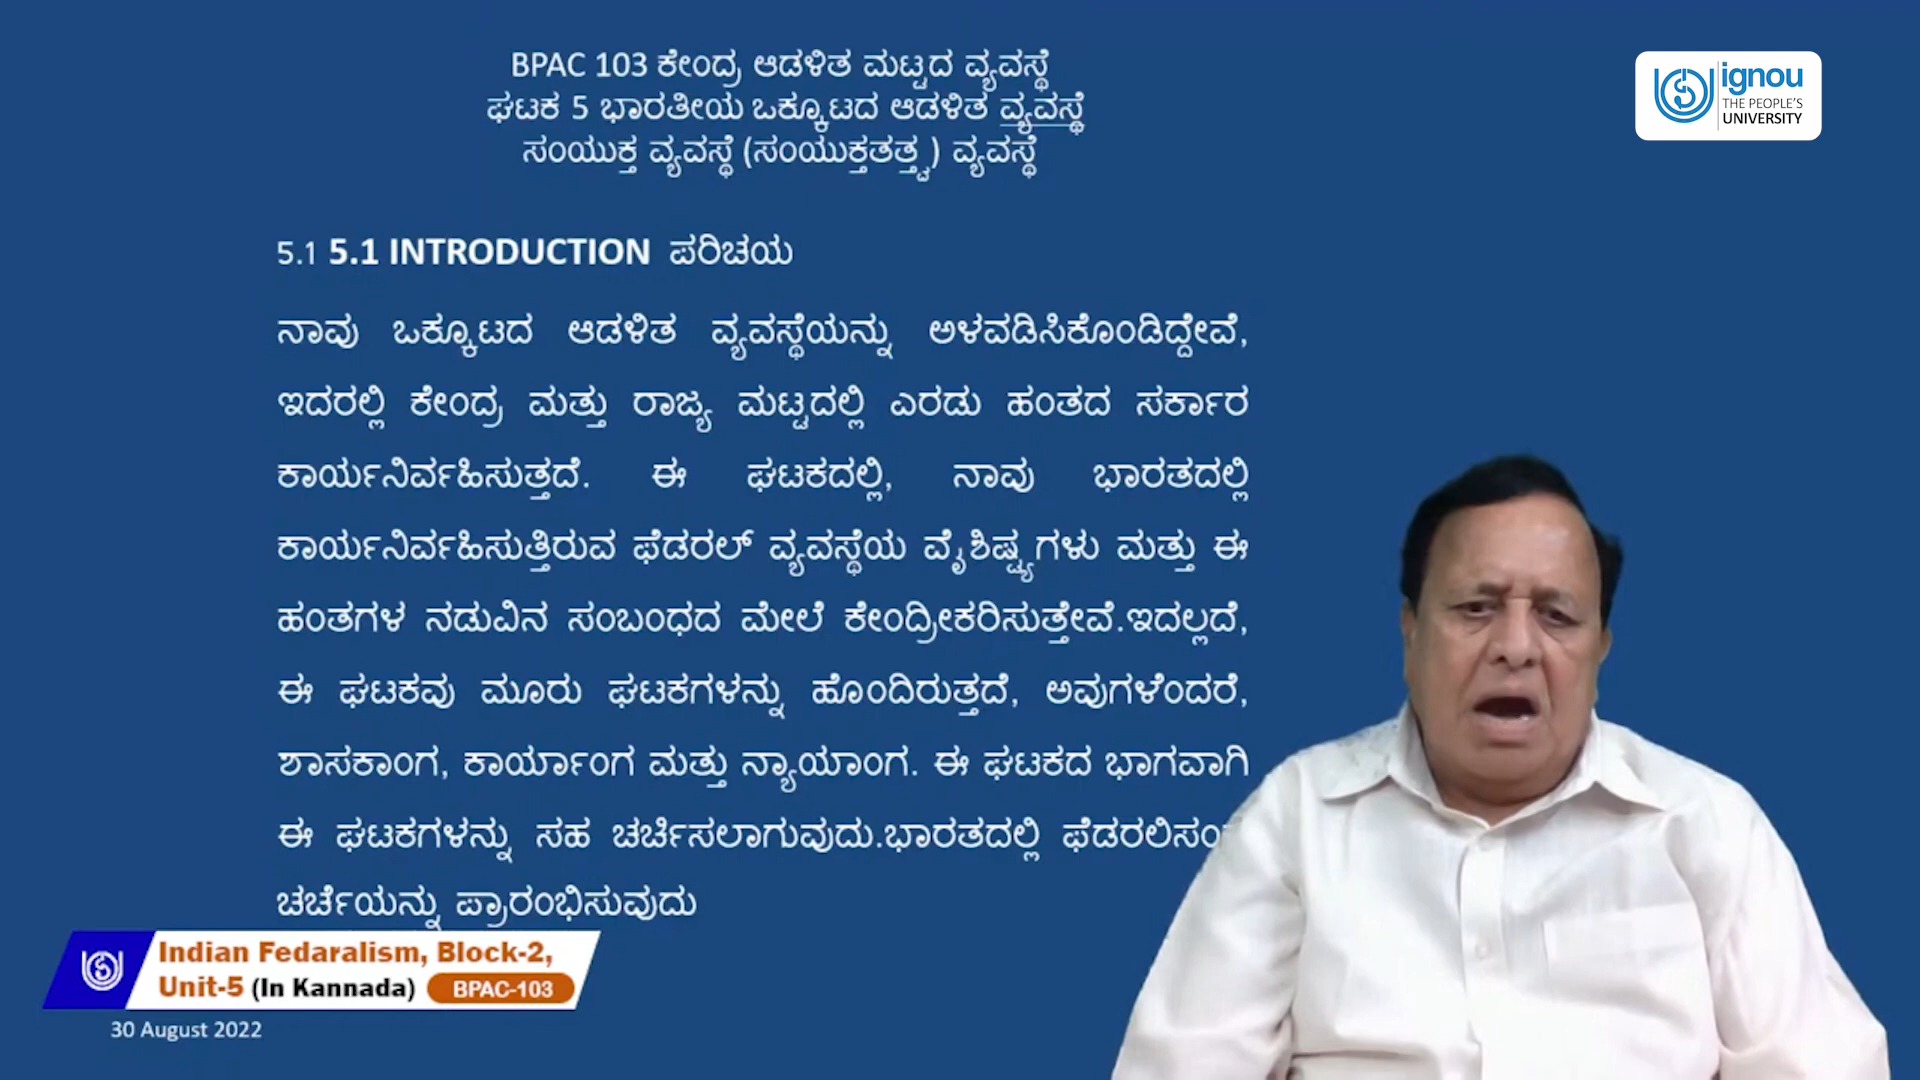 BPAC 103 ಕೇಂದ್ರ ಆಡಳಿತ ಮಟ್ಟದ ವ್ಯವಸ್ಥೆ
ಘಟಕ 5 ಭಾರತೀಯ ಒಕ್ಕೂಟದ ಆಡಳಿತ ವ್ಯವಸ್ಥೆ
ಸಂಯುಕ್ತ ವ್ಯವಸ್ಥೆ (ಸಂಯುಕ್ತತತ್ತ್ವ) ವ್ಯವಸ್ಥೆ
ignou
THE PEOPLE'S
UNIVERSITY
5.1 5.1 INTRODUCTION ಪರಿಚಯ
ನಾವು ಒಕ್ಕೂಟದ ಆಡಳಿತ ವ್ಯವಸ್ಥೆಯನ್ನು ಅಳವಡಿಸಿಕೊಂಡಿದ್ದೇವೆ,
ಇದರಲ್ಲಿ ಕೇಂದ್ರ ಮತ್ತು ರಾಜ್ಯ ಮಟ್ಟದಲ್ಲಿ ಎರಡು ಹಂತದ ಸರ್ಕಾರ
ಕಾರ್ಯನಿರ್ವಹಿಸುತ್ತದೆ. ಈ ಘಟಕದಲ್ಲಿ, ನಾವು ಭಾರತದಲ್ಲಿ
ಕಾರ್ಯನಿರ್ವಹಿಸುತ್ತಿರುವ ಫೆಡರಲ್ ವ್ಯವಸ್ಥೆಯ ವೈಶಿಷ್ಟ್ಯಗಳು ಮತ್ತು ಈ
ಹಂತಗಳ ನಡುವಿನ ಸಂಬಂಧದ ಮೇಲೆ ಕೇಂದ್ರೀಕರಿಸುತ್ತೇವೆ.ಇದಲ್ಲದೆ,
ಈ ಘಟಕವು ಮೂರು ಘಟಕಗಳನ್ನು ಹೊಂದಿರುತ್ತದೆ, ಅವುಗಳೆಂದರೆ,
ಶಾಸಕಾಂಗ, ಕಾರ್ಯಾಂಗ ಮತ್ತು ನ್ಯಾಯಾಂಗ. ಈ ಘಟಕದ ಭಾಗವಾಗಿ
ಈ ಘಟಕಗಳನ್ನು ಸಹ ಚರ್ಚಿಸಲಾಗುವುದು.ಭಾರತದಲ್ಲಿ
ಚರ್ಚೆಯನ್ನು ಪ್ರಾರಂಭಿಸುವುದು
Indian Fedaralism, Block-2,
Unit-5 (In Kannada) BPAC-103
30 August 2022